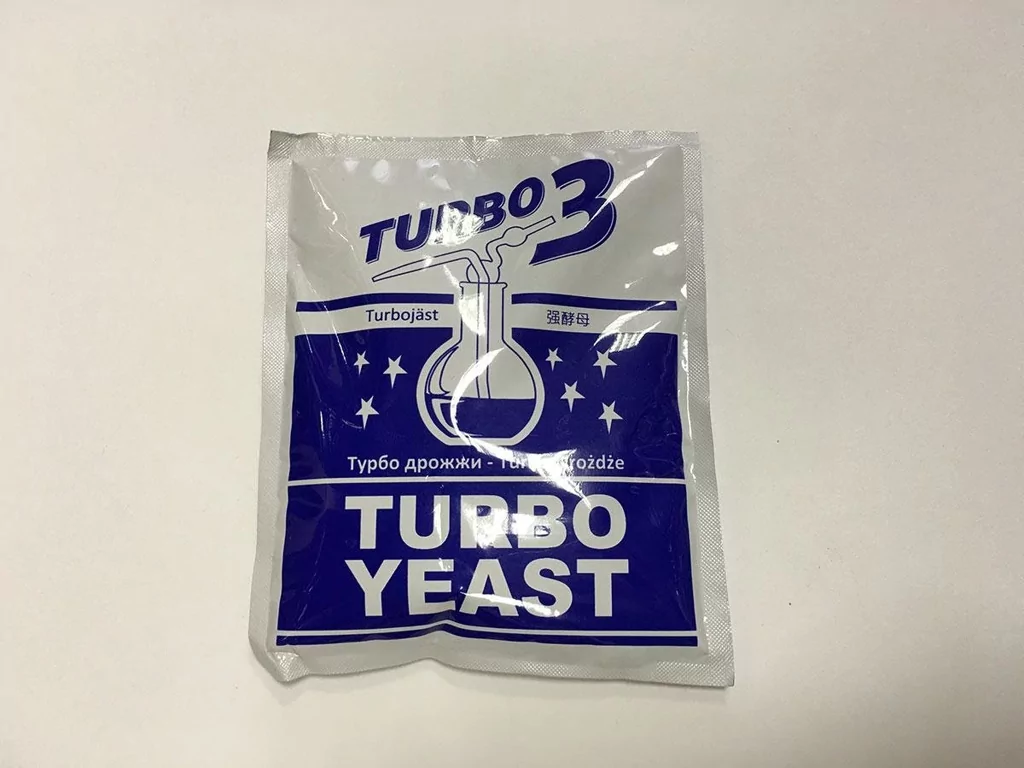 TURBO 3
Turbojäst
强酵母
Турбо дрожжи -
TURBO
YEAST